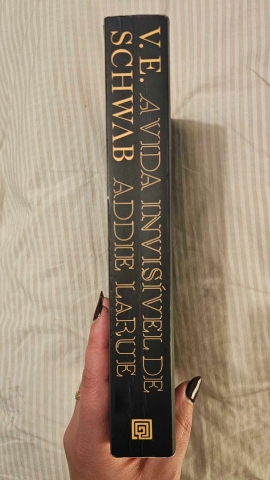 V. E. A VIDA INVISÍVEL DE
SCHWAB ADDIE LARUE